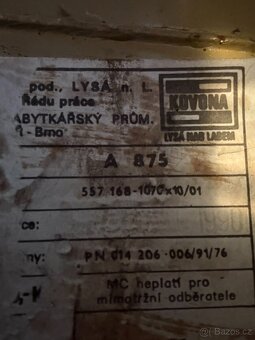 pod., LYSÁ n. L.
Řádu práce
ABYTKÁŘSKÝ PRŮM.
- Brno
KOVONA
LYSÁ NAD LABEM
A 875
557 168-1070x10/01
ce:
ny: PN 014 206-006/91/76
MC neplatí pro
mimotržní odběratele
Sbazoš.cz